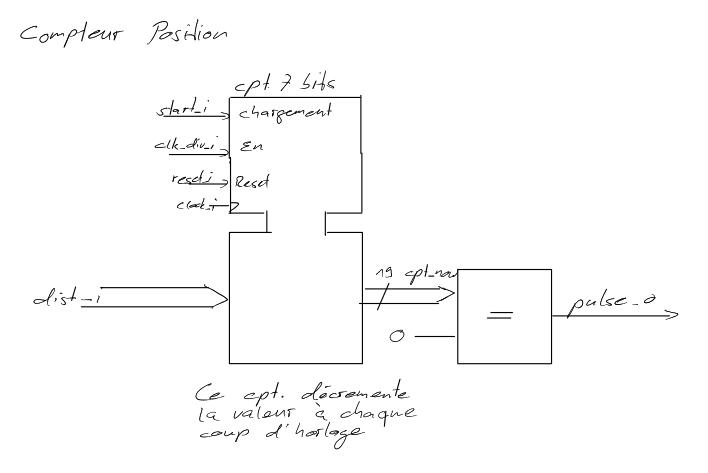 Compteur Position
cpt 7 bits
start_i
chargement
clk_div_i
En
reset_i
Reset
clock_i
dist_i
19 cpt_now
0
=
pulse_o
Ce cpt. décremente
la valeur à chaque
coup d'horloge